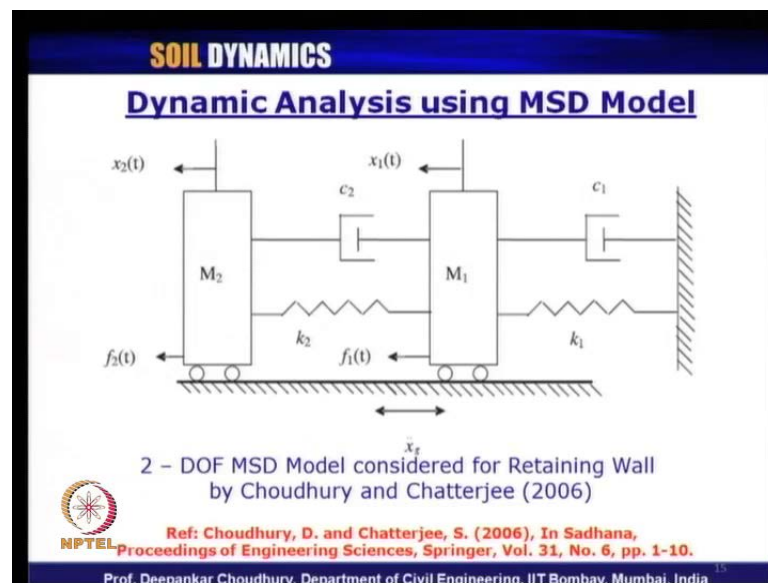 SOIL DYNAMICS
Dynamic Analysis using MSD Model
x₂(t)
x₁(t)
c₂
c₁
M₂
M₁
k₂
k₁
f₂(t)
f₁(t)
ẍg
2 – DOF MSD Model considered for Retaining Wall
by Choudhury and Chatterjee (2006)
Ref: Choudhury, D. and Chatterjee, S. (2006), In Sadhana,
Proceedings of Engineering Sciences, Springer, Vol. 31, No. 6, pp. 1-10.
NPTEL
15
Prof. Deepankar Choudhury, Department of Civil Engineering, IIT Bombay, Mumbai, India